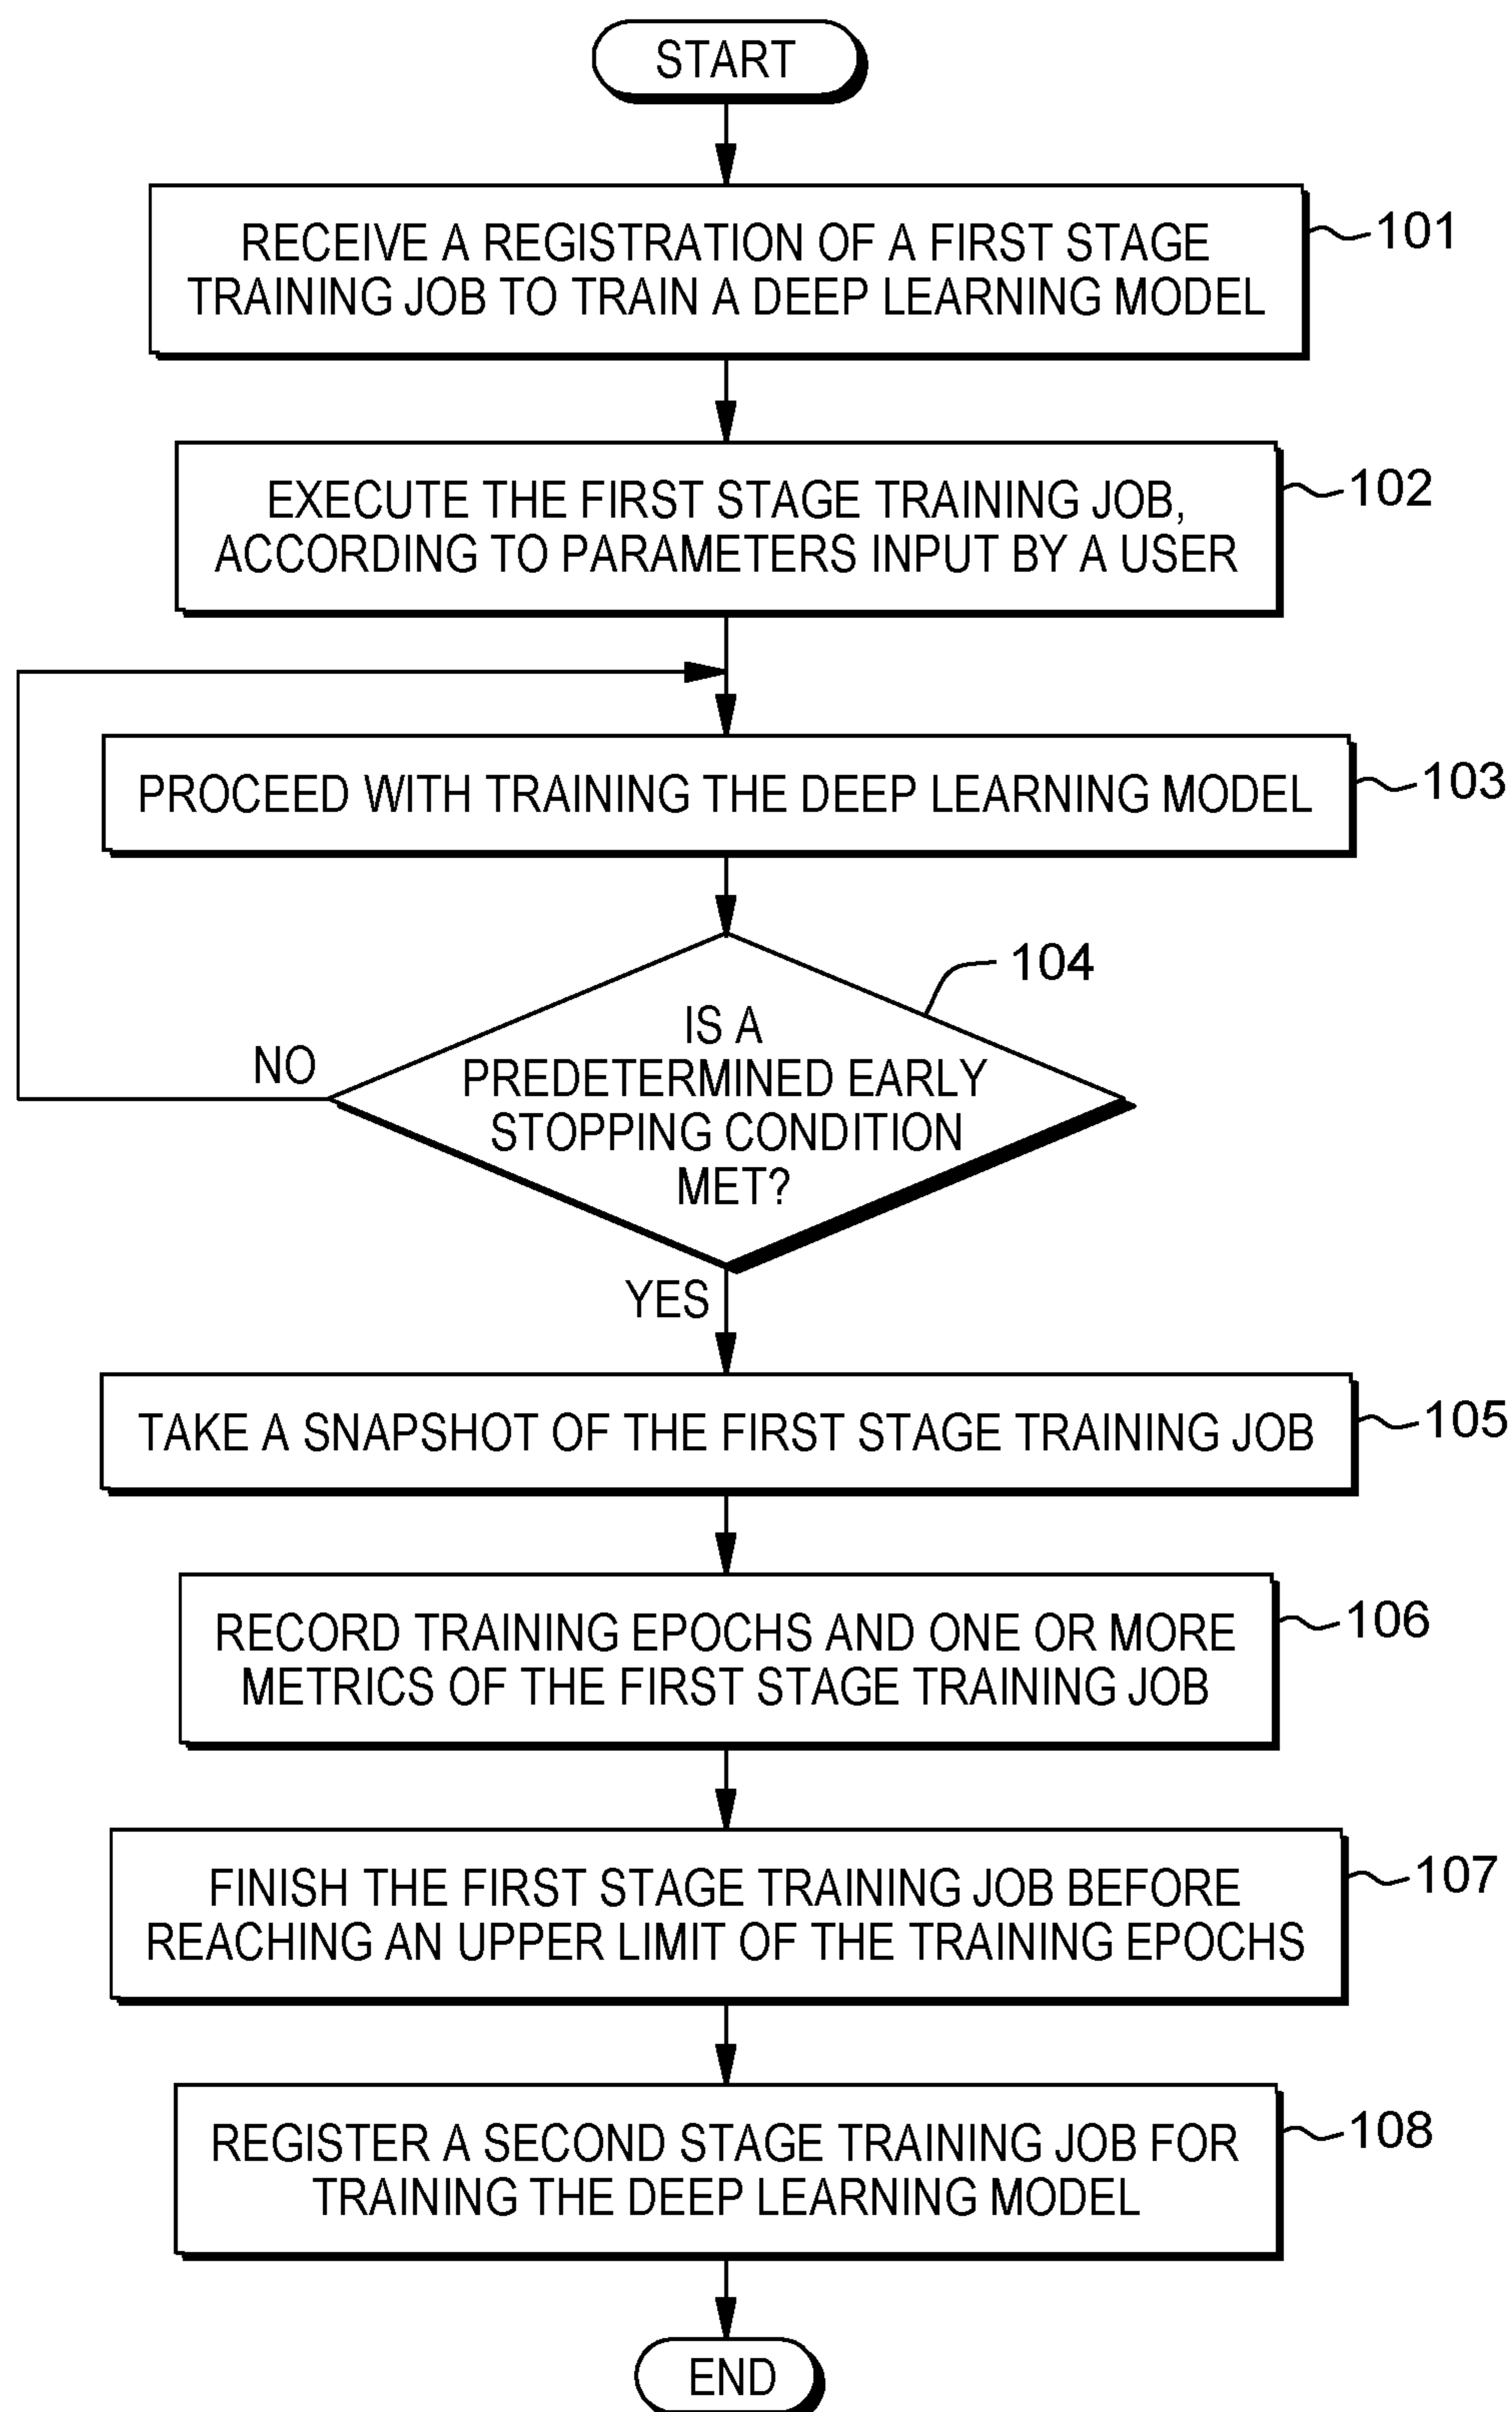 START
RECEIVE A REGISTRATION OF A FIRST STAGE
TRAINING JOB TO TRAIN A DEEP LEARNING MODEL
101
EXECUTE THE FIRST STAGE TRAINING JOB,
ACCORDING TO PARAMETERS INPUT BY A USER
102
PROCEED WITH TRAINING THE DEEP LEARNING MODEL
103
104
IS A
PREDETERMINED EARLY
STOPPING CONDITION
MET?
NO
YES
TAKE A SNAPSHOT OF THE FIRST STAGE TRAINING JOB
105
RECORD TRAINING EPOCHS AND ONE OR MORE
METRICS OF THE FIRST STAGE TRAINING JOB
106
FINISH THE FIRST STAGE TRAINING JOB BEFORE
REACHING AN UPPER LIMIT OF THE TRAINING EPOCHS
107
REGISTER A SECOND STAGE TRAINING JOB FOR
TRAINING THE DEEP LEARNING MODEL
108
END